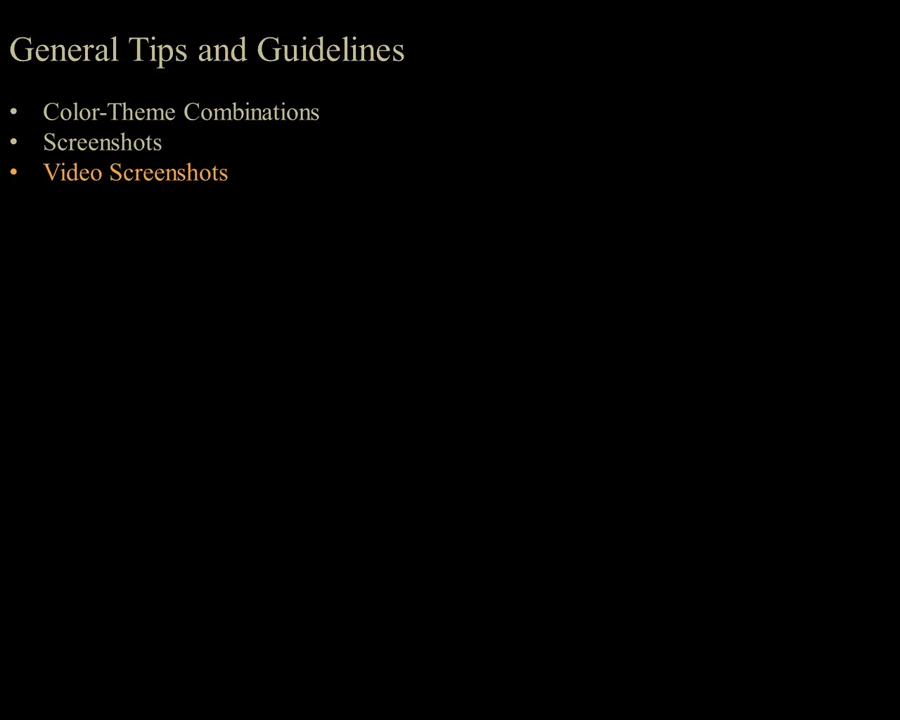 General Tips and Guidelines
• Color-Theme Combinations
• Screenshots
• Video Screenshots